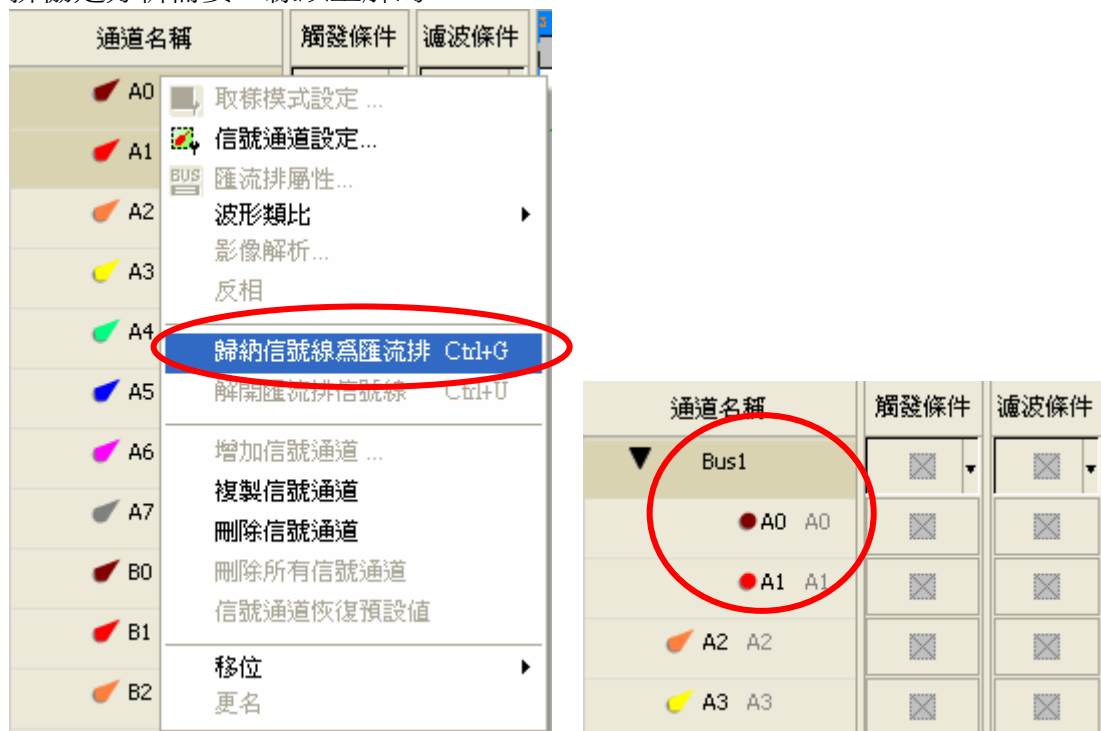 通道名稱 觸發條件 濾波條件
A0
A1
A2
A3
A4
A5
A6
A7
B0
B1
B2
取樣模式設定 ...
信號通道設定...
BUS 匯流排屬性...
波形類比
影像解析...
反相
歸納信號線為匯流排 Ctrl+G
解開匯流排信號線 Ctrl+U
增加信號通道 ...
複製信號通道
刪除信號通道
刪除所有信號通道
信號通道恢復預設值
移位
更名
通道名稱 觸發條件 濾波條件
Bus1
A0 A0
A1 A1
A2 A2
A3 A3